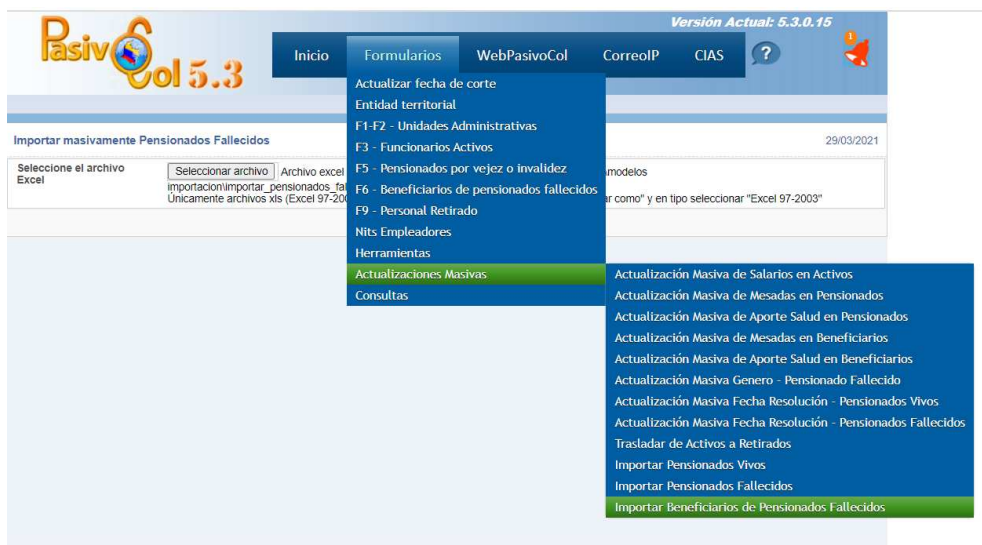 Versión Actual: 5.3.0.15
PasivoCol 5.3
Inicio Formularios WebPasivoCol CorreoIP CIAS ? 1
Actualizar fecha de corte
Entidad territorial
F1-F2 - Unidades Administrativas
Importar masivamente Pensionados Fallecidos 29/03/2021
F3 - Funcionarios Activos
Seleccione el archivo Excel
Seleccionar archivo Archivo excel modelos
importacion\importar_pensionados_fal
Únicamente archivos xls (Excel 97-200 ar como" y en tipo seleccionar "Excel 97-2003"
F5 - Pensionados por vejez o invalidez
F6 - Beneficiarios de pensionados fallecidos
F9 - Personal Retirado
Nits Empleadores
Herramientas
Actualizaciones Masivas
Consultas
Actualización Masiva de Salarios en Activos
Actualización Masiva de Mesadas en Pensionados
Actualización Masiva de Aporte Salud en Pensionados
Actualización Masiva de Mesadas en Beneficiarios
Actualización Masiva de Aporte Salud en Beneficiarios
Actualización Masiva Genero - Pensionado Fallecido
Actualización Masiva Fecha Resolución - Pensionados Vivos
Actualización Masiva Fecha Resolución - Pensionados Fallecidos
Trasladar de Activos a Retirados
Importar Pensionados Vivos
Importar Pensionados Fallecidos
Importar Beneficiarios de Pensionados Fallecidos